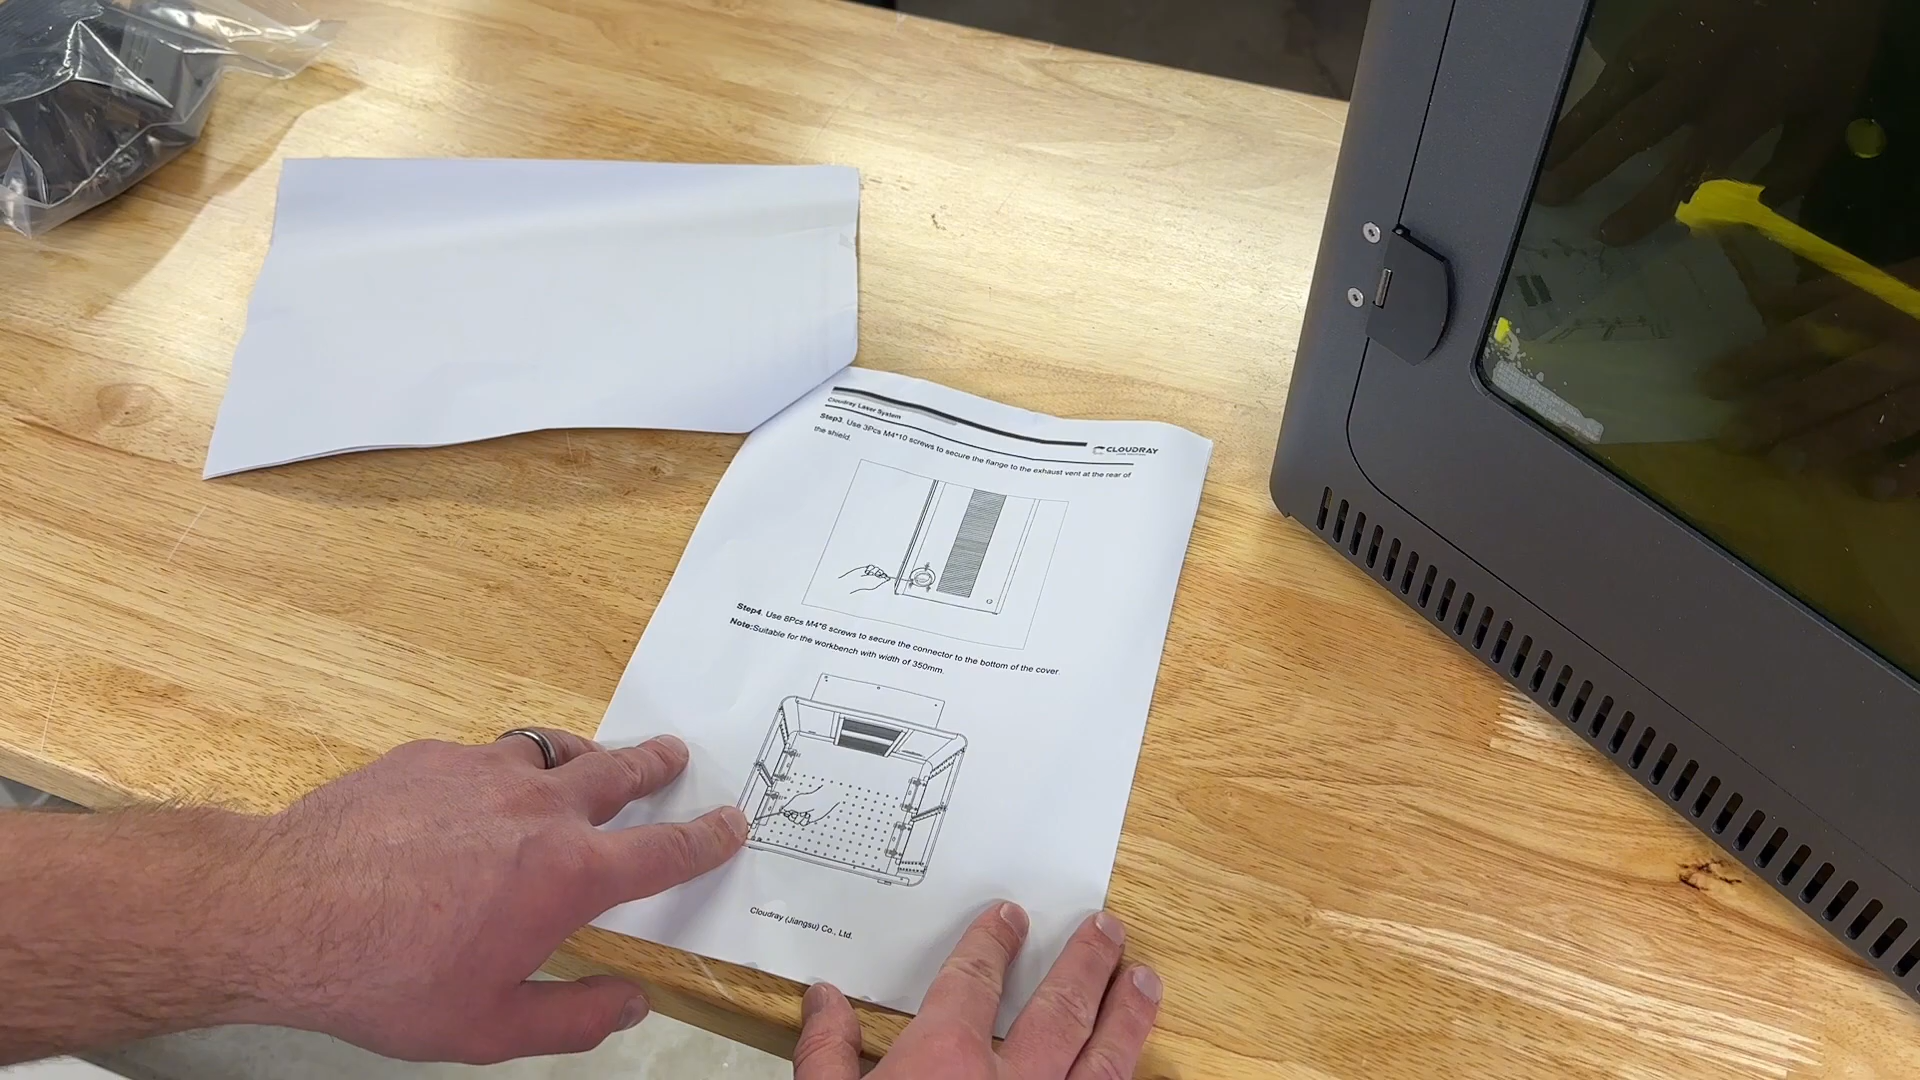 Cloudray Laser System
CLOUDRAY
Step3. Use 3Pcs M4*10 screws to secure the flange to the exhaust vent at the rear of
the shield.
Step4. Use 8Pcs M4*6 screws to secure the connector to the bottom of the cover.
Note:Suitable for the workbench with width of 350mm.
Cloudray (Jiangsu) Co., Ltd.